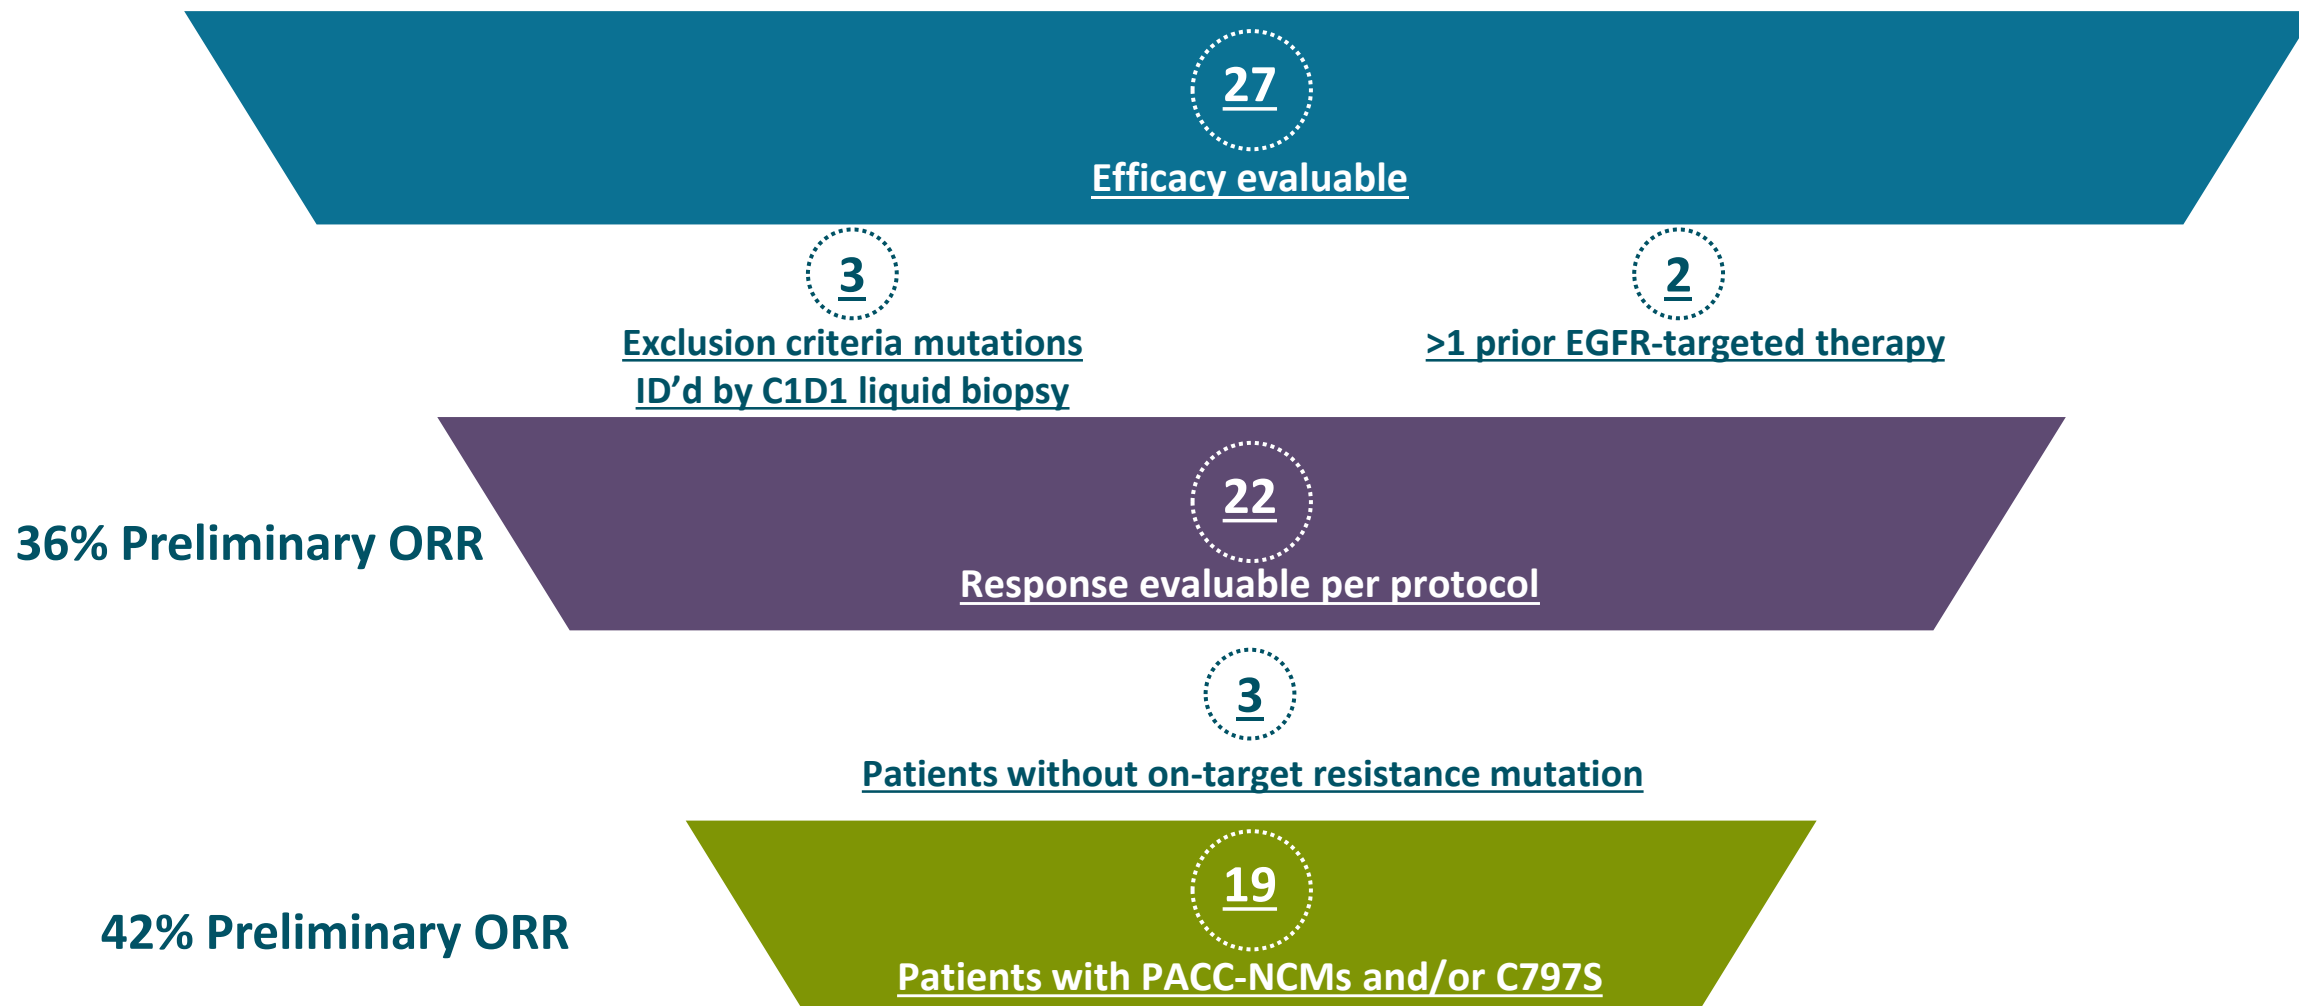 27
Efficacy evaluable
3
Exclusion criteria mutations
ID’d by C1D1 liquid biopsy
2
>1 prior EGFR-targeted therapy
36% Preliminary ORR
22
Response evaluable per protocol
3
Patients without on-target resistance mutation
42% Preliminary ORR
19
Patients with PACC-NCMs and/or C797S